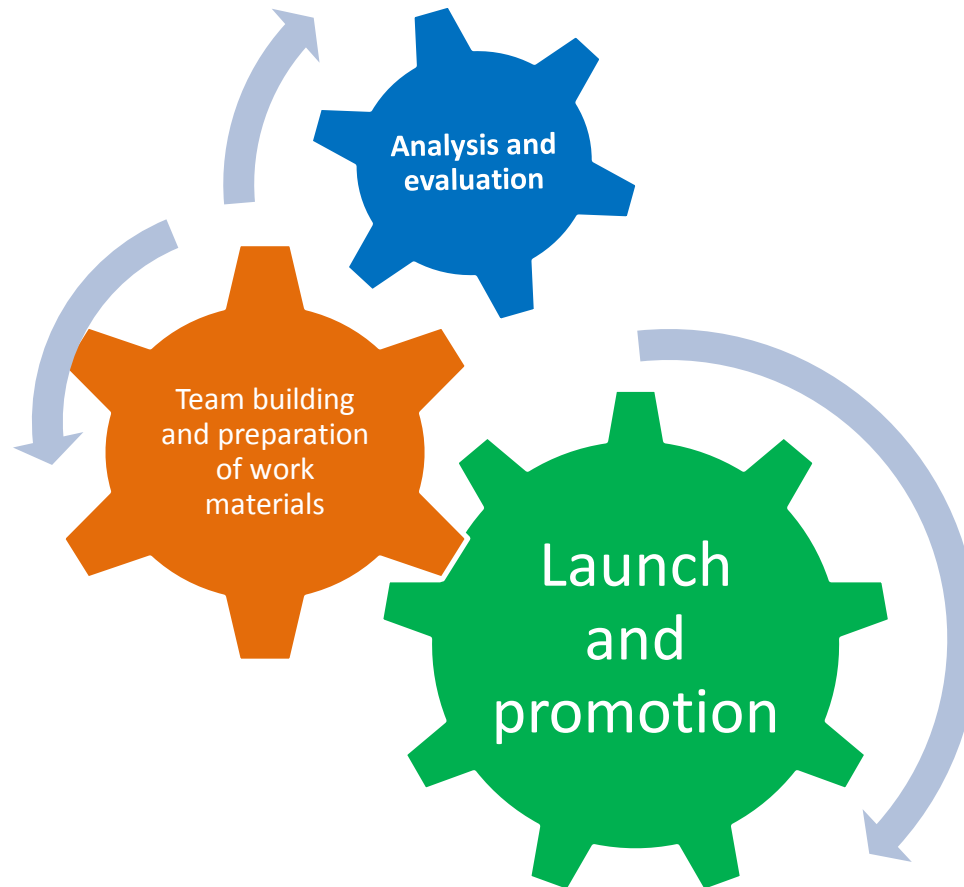 Analysis and
evaluation
Team building
and preparation
of work
materials
Launch
and
promotion